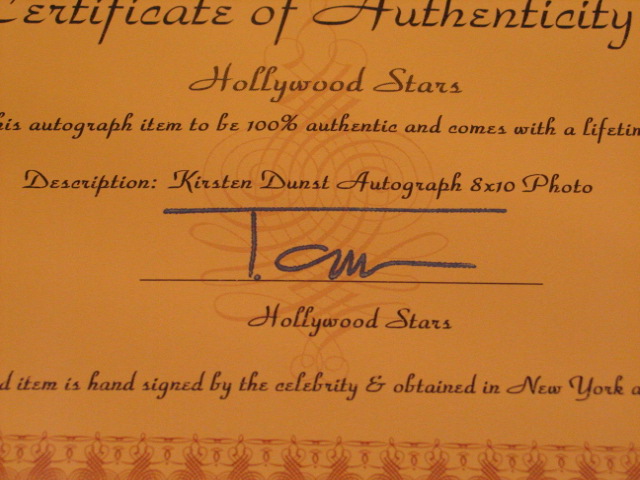 Certificate of Authenticity
Hollywood Stars
his autograph item to be 100% authentic and comes with a lifetim
Description: Kirsten Dunst Autograph 8x10 Photo
Hollywood Stars
d item is hand signed by the celebrity & obtained in New York a